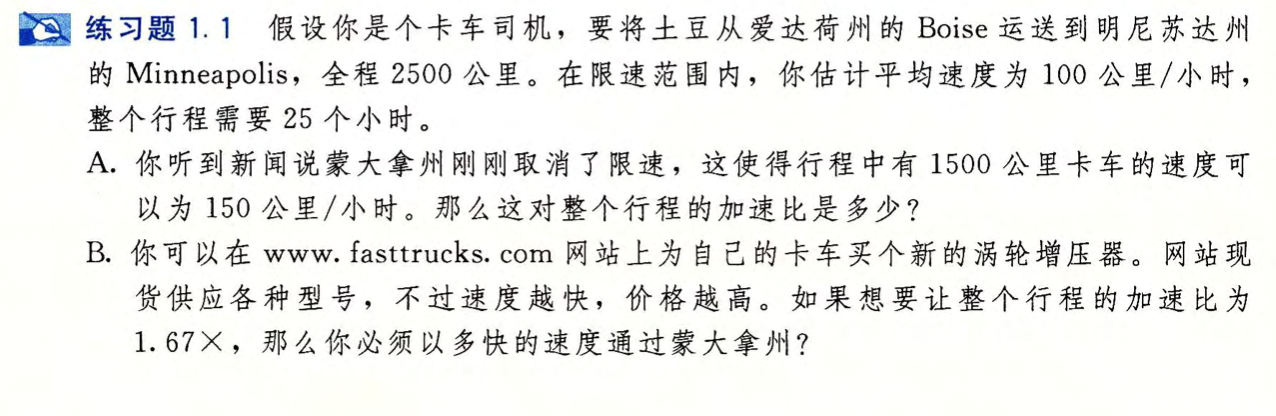 练习题 1.1 假设你是个卡车司机，要将土豆从爱达荷州的 Boise 运送到明尼苏达州
的 Minneapolis，全程 2500 公里。在限速范围内，你估计平均速度为 100 公里/小时，
整个行程需要 25 个小时。
A. 你听到新闻说蒙大拿州刚刚取消了限速，这使得行程中有 1500 公里卡车的速度可
以为 150 公里/小时。那么这对整个行程的加速比是多少？
B. 你可以在 www.fasttrucks.com 网站上为自己的卡车买个新的涡轮增压器。网站现
货供应各种型号，不过速度越快，价格越高。如果想要让整个行程的加速比为
1.67×，那么你必须以多快的速度通过蒙大拿州？